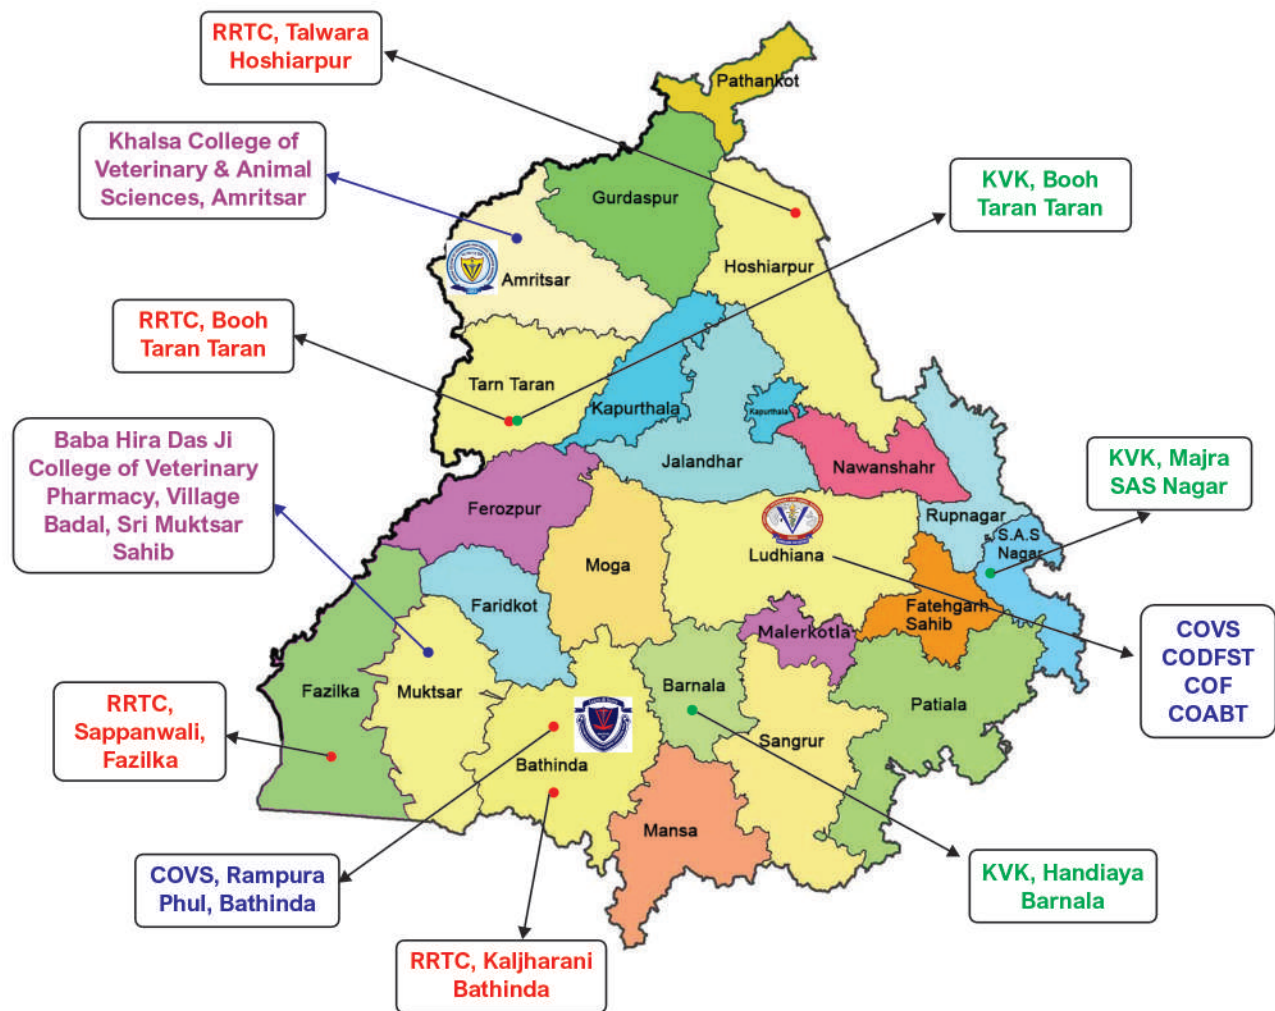 RRTC, Talwara
Hoshiarpur
Pathankot
Khalsa College of
Veterinary & Animal
Sciences, Amritsar
KVK, Booh
Taran Taran
Gurdaspur
Hoshiarpur
Amritsar
RRTC, Booh
Taran Taran
Tarn Taran
Kapurthala
Kapurthala
Baba Hira Das Ji
College of Veterinary
Pharmacy, Village
Badal, Sri Muktsar
Sahib
Jalandhar
Nawanshahr
KVK, Majra
SAS Nagar
Ferozpur
Rupnagar
S.A.S
Nagar
Ludhiana
Moga
Faridkot
Fatehgarh
Sahib
Malerkotla
COVS
CODFST
COF
COABT
Fazilka
Muktsar
Barnala
Patiala
RRTC,
Sappanwali,
Fazilka
Sangrur
Bathinda
Mansa
COVS, Rampura
Phul, Bathinda
KVK, Handiaya
Barnala
RRTC, Kaljharani
Bathinda